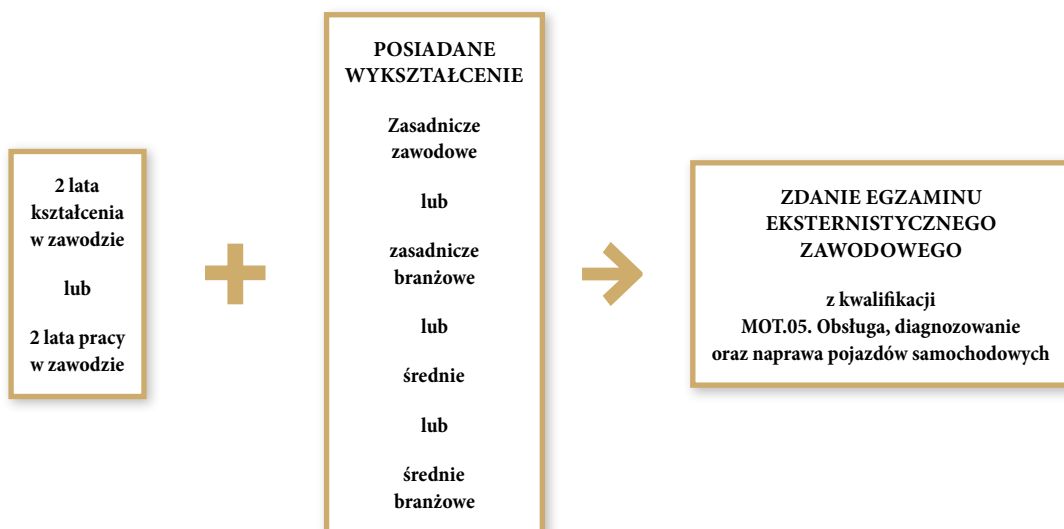 2 lata
kształcenia
w zawodzie
lub
2 lata pracy
w zawodzie
POSIADANE
WYKSZTAŁCENIE
Zasadnicze
zawodowe
lub
zasadnicze
branżowe
lub
średnie
lub
średnie
branżowe
ZDANIE EGZAMINU
EKSTERNISTYCZNEGO
ZAWODOWEGO
z kwalifikacji
MOT.05. Obsługa, diagnozowanie
oraz naprawa pojazdów samochodowych